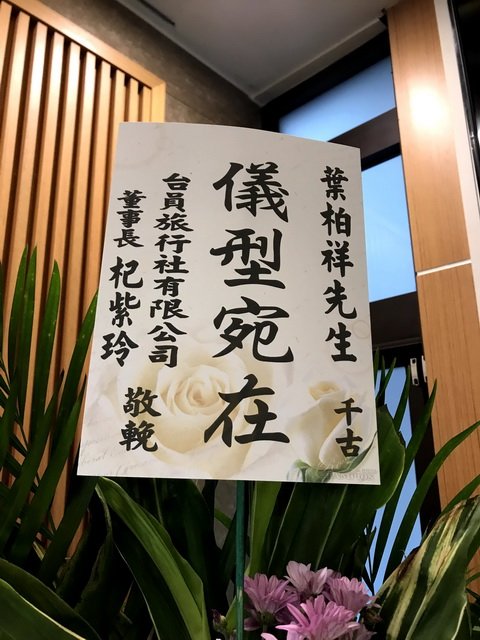 葉柏祥先生 千古
儀型宛在
台員旅行社有限公司
董事長 杞紫玲 敬輓